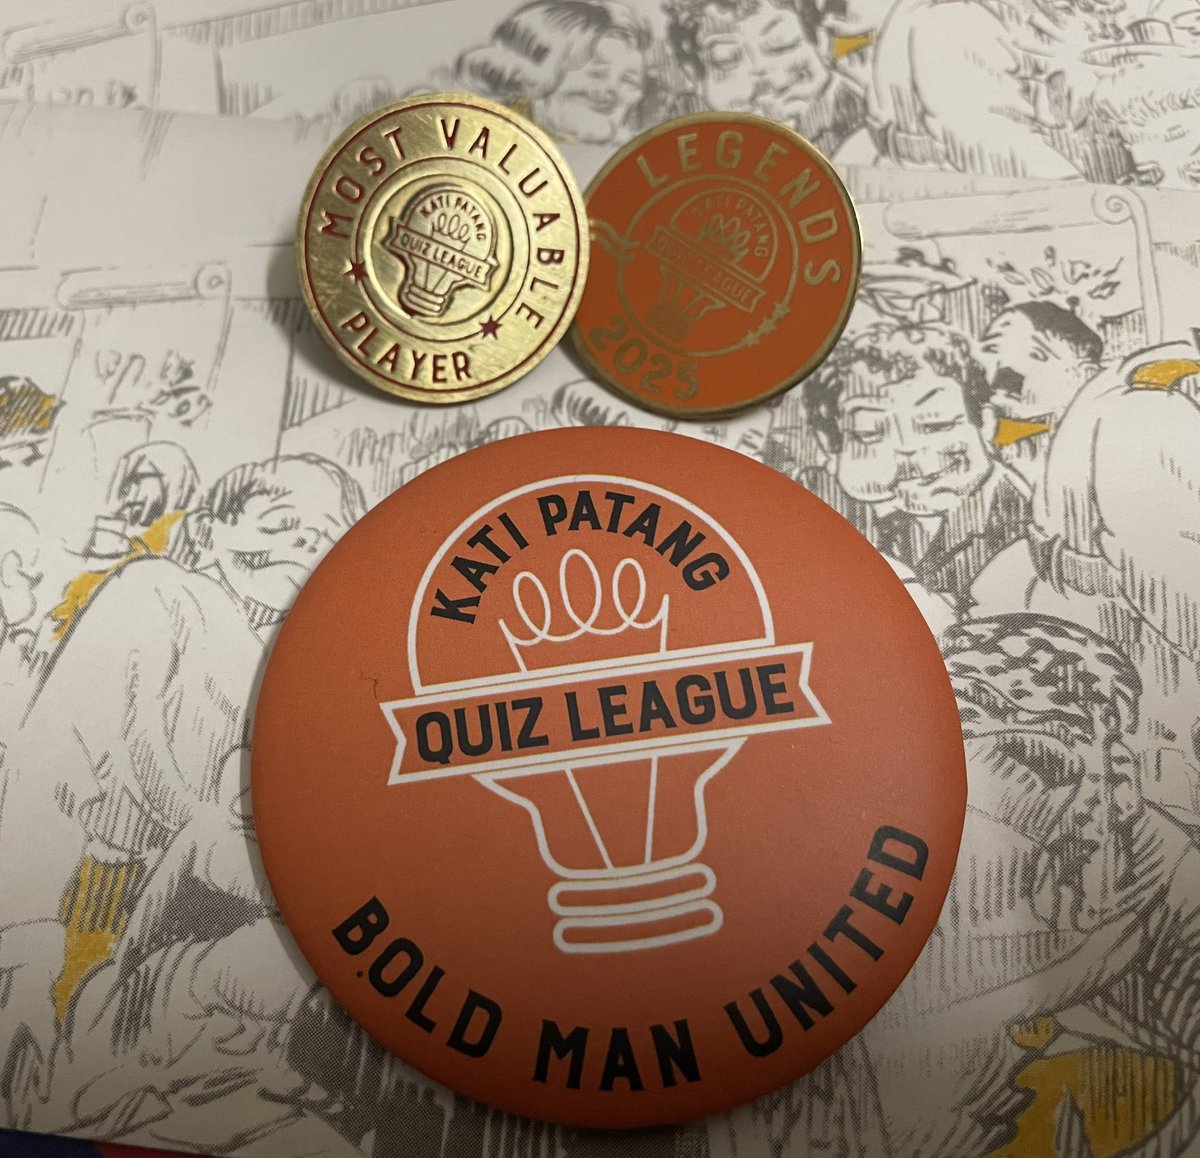 MOST VALUABLE
PLAYER
KATI PATANG
QUIZ LEAGUE
LEGENDS
2025
KATI PATANG
QUIZ LEAGUE
KATI PATANG
QUIZ LEAGUE
BOLD MAN UNITED